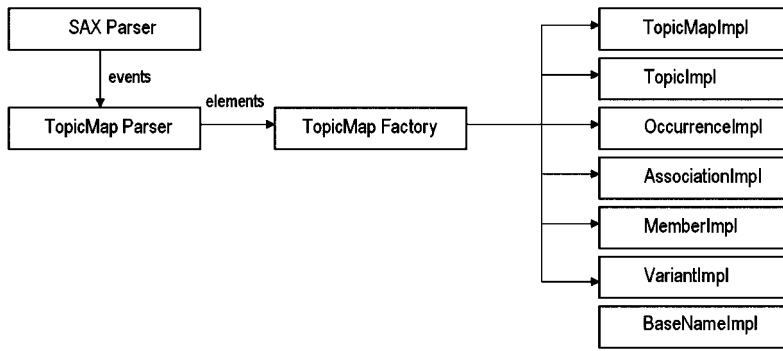 SAX Parser
events
TopicMap Parser
elements
TopicMap Factory
TopicMapImpl
TopicImpl
OccurrenceImpl
AssociationImpl
MemberImpl
VariantImpl
BaseNameImpl